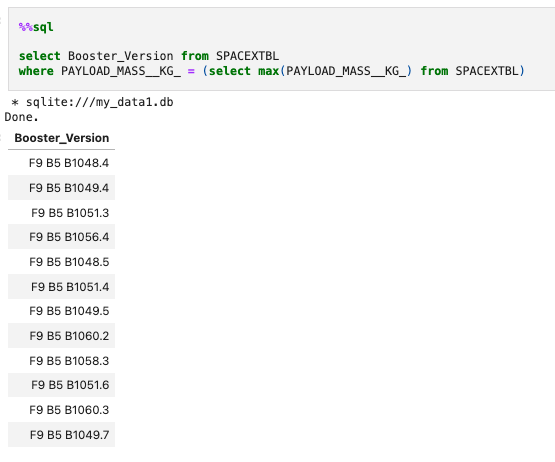 %%sql
select Booster_Version from SPACEXTBL
where PAYLOAD_MASS__KG_ = (select max(PAYLOAD_MASS__KG_) from SPACEXTBL)
* sqlite:///my_data1.db
Done.
Booster_Version
F9 B5 B1048.4
F9 B5 B1049.4
F9 B5 B1051.3
F9 B5 B1056.4
F9 B5 B1048.5
F9 B5 B1051.4
F9 B5 B1049.5
F9 B5 B1060.2
F9 B5 B1058.3
F9 B5 B1051.6
F9 B5 B1060.3
F9 B5 B1049.7